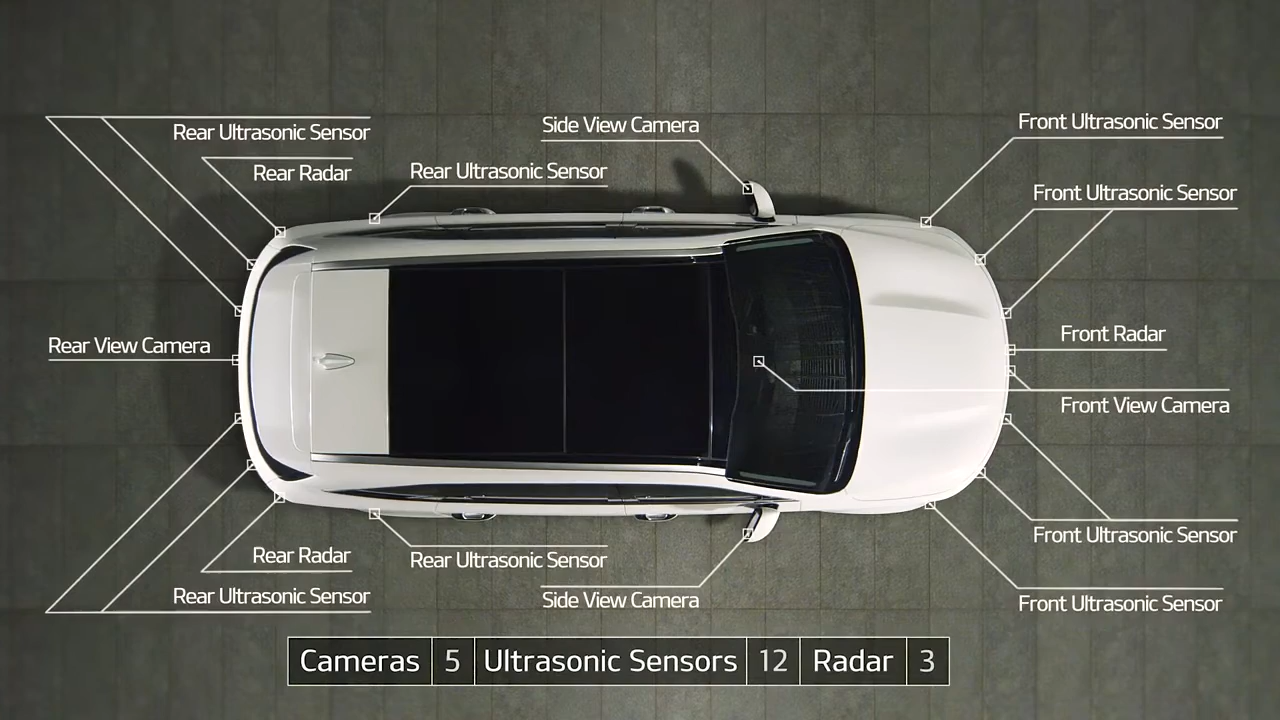 Side View Camera
Front Ultrasonic Sensor
Rear Ultrasonic Sensor
Rear Radar
Rear Ultrasonic Sensor
Front Ultrasonic Sensor
Front Radar
Rear View Camera
Front View Camera
Front Ultrasonic Sensor
Rear Radar
Rear Ultrasonic Sensor
Rear Ultrasonic Sensor
Side View Camera
Front Ultrasonic Sensor
Cameras 5 Ultrasonic Sensors 12 Radar 3